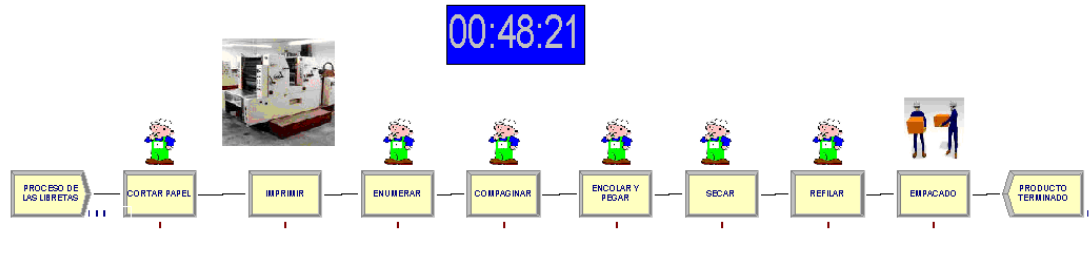 00:48:21
PROCESO DE
LAS LIBRETAS
CORTAR PAPEL
IMPRIMIR
ENUMERAR
COMPAGINAR
ENCOLAR Y
PEGAR
SECAR
REFILAR
EMPACADO
PRODUCTO
TERMINADO